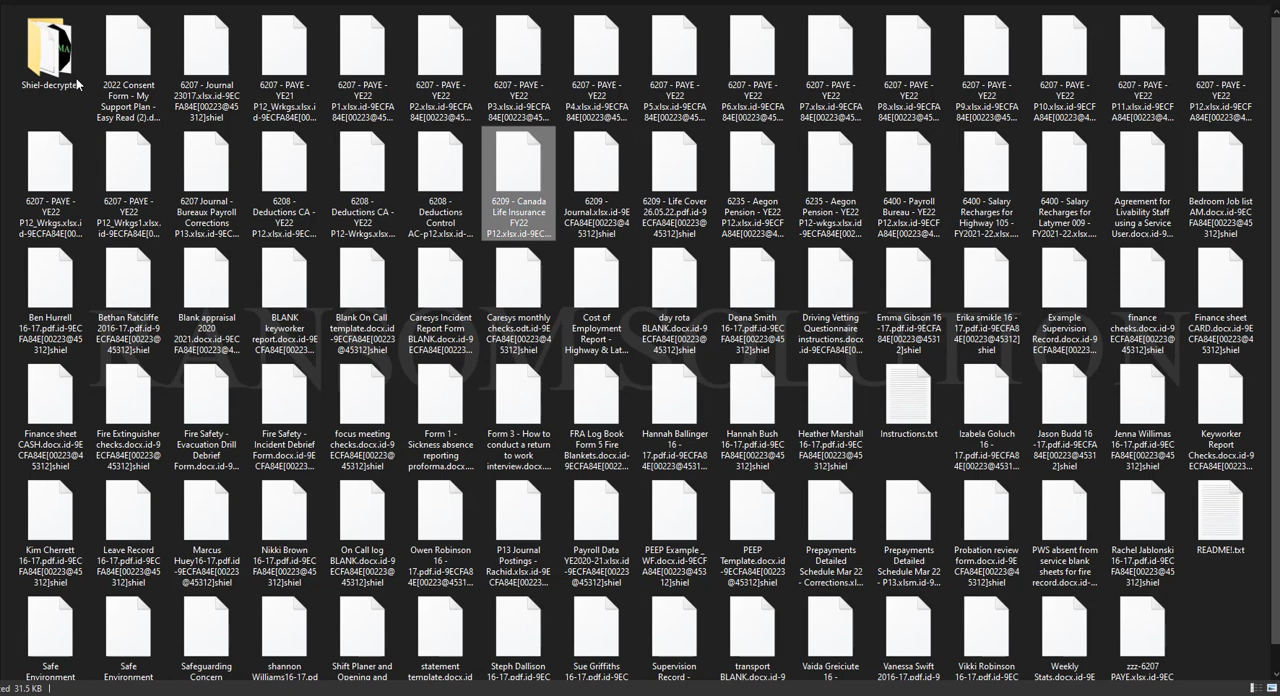 Shiel-decrypte
2022 Consent
Form - My
Support Plan -
Easy Read (2).d...
6207 - Journal
23017.xlsx.id-9EC
FA84E[00223@45
312]shiel
6207 - PAYE -
YE21
P12_Wrkgs.xlsx.i
d-9ECFA84E[00...
6207 - PAYE -
YE22
P1.xlsx.id-9ECFA
A84E[00223@45...
6207 - PAYE -
YE22
P2.xlsx.id-9ECFA
A84E[00223@45...
6207 - PAYE -
YE22
P3.xlsx.id-9ECFA
A84E[00223@45...
6207 - PAYE -
YE22
P4.xlsx.id-9ECFA
A84E[00223@45...
6207 - PAYE -
YE22
P5.xlsx.id-9ECFA
A84E[00223@45...
6207 - PAYE -
YE22
P6.xlsx.id-9ECFA
A84E[00223@45...
6207 - PAYE -
YE22
P7.xlsx.id-9ECFA
A84E[00223@45...
6207 - PAYE -
YE22
P8.xlsx.id-9ECFA
A84E[00223@45...
6207 - PAYE -
YE22
P9.xlsx.id-9ECFA
A84E[00223@45...
6207 - PAYE -
YE22
P10.xlsx.id-9ECF
A84E[00223@45...
6207 - PAYE -
YE22
P11.xlsx.id-9ECF
A84E[00223@45...
6207 - PAYE -
YE22
P12.xlsx.id-9ECF
A84E[00223@45...
6207 - PAYE -
YE22
P12_Wrkgs.xlsx.i
d-9ECFA84E[00...
6207 - PAYE -
YE22
P12_Wrkgs1.xlsx
.id-9ECFA84E[0...
6207 Journal -
Bureaux Payroll
Corrections
P13.xlsx.id-9EC...
6208 -
Deductions CA -
YE22
P12-Wrkgs.xlsx...
6208 -
Deductions CA -
YE22
P12-Wrkgs.xlsx...
6208 -
Deductions
Control
AC-p12.xlsx.id-...
6209 - Canada
Life Insurance
FY22
P12.xlsx.id-9EC...
6209 -
Journal.xlsx.id-9E
CFA84E[00223@4
5312]shiel
6209 - Life Cover
26.05.22.pdf.id-9
ECFA84E[00223@
45312]shiel
6235 - Aegon
Pension - YE22
P12.xlsx.id-9ECF
A84E[00223@45...
6235 - Aegon
Pension - YE22
P12-wkgs.xlsx.id
-9ECFA84E[002...
6400 - Payroll
Bureau - YE22
P12.xlsx.id-9ECF
A84E[00223@4...
6400 - Salary
Recharges for
Highway 105 -
FY2021-22.xlsx....
6400 - Salary
Recharges for
Latymer 009 -
FY2021-22.xlsx...
Agreement for
Livability Staff
using a Service
User.docx.id-9E...
Bedroom Job list
AM.docx.id-9EC
FA84E[00223@45
312]shiel
Ben Hurrell
16-17.pdf.id-9EC
FA84E[00223@45
312]shiel
Bethan Ratcliffe
2016-17.pdf.id-9
ECFA84E[00223@
45312]shiel
Blank appraisal
2020
2021.docx.id-9E
CFA84E[00223@4...
BLANK
keyworker
report.docx.id-9E
CFA84E[00223@...
Blank On Call
template.docx.id
-9ECFA84E[0022
3@45312]shiel
Caresys Incident
Report Form
BLANK.docx.id-9
ECFA84E[00223...
Caresys monthly
checks.odt.id-9E
CFA84E[00223@4
5312]shiel
Cost of
Employment
Report -
Highway & Lat...
day rota
BLANK.docx.id-9
ECFA84E[00223@
45312]shiel
Deana Smith
16-17.pdf.id-9EC
FA84E[00223@45
312]shiel
Driving Vetting
Questionnaire
instructions.docx
.id-9ECFA84E[0...
Emma Gibson 16
-17.pdf.id-9ECFA
84E[00223@4531
2]shiel
Erika smikle 16-1
7.pdf.id-9ECFA8
4E[00223@45312]
shiel
Example
Supervision
Record.docx.id-9
ECFA84E[00223...
finance
cheeks.docx.id-9E
CFA84E[00223@4
5312]shiel
Finance sheet
CARD.docx.id-9E
CFA84E[00223@4
5312]shiel
Finance sheet
CASH.docx.id-9E
CFA84E[00223@4
5312]shiel
Fire Extinguisher
checks.docx.id-9
ECFA84E[00223@
45312]shiel
Fire Safety -
Evacuation Drill
Debrief
Form.docx.id-9...
Fire Safety -
Incident Debrief
Form.docx.id-9E
CFA84E[00223...
focus meeting
checks.docx.id-9
ECFA84E[00223@
45312]shiel
Form 1 -
Sickness absence
reporting
proforma.docx...
Form 3 - How to
conduct a return
to work
interview.docx....
FRA Log Book
Form 5 Fire
Blankets.docx.id-
9ECFA84E[0022...
Hannah Ballinger
16 -
17.pdf.id-9ECFA8
4E[00223@4531...
Hannah Bush
16-17.pdf.id-9EC
FA84E[00223@45
312]shiel
Heather Marshall
16-17.pdf.id-9EC
FA84E[00223@45
312]shiel
Instructions.txt
Izabela Goluch
16 -
17.pdf.id-9ECFA8
4E[00223@4531...
Jason Budd 16
-17.pdf.id-9ECFA
84E[00223@4531
2]shiel
Jenna Willimas
16-17.pdf.id-9EC
FA84E[00223@45
312]shiel
Keyworker
Report
Checks.docx.id-9
ECFA84E[00223...
Kim Cherrett
16-17.pdf.id-9EC
FA84E[00223@45
312]shiel
Leave Record
16-17.pdf.id-9EC
FA84E[00223@45
312]shiel
Marcus
Huey16-17.pdf.id
-9ECFA84E[0022
3@45312]shiel
Nikki Brown
16-17.pdf.id-9EC
FA84E[00223@45
312]shiel
On Call log
BLANK.docx.id-9
ECFA84E[00223@
45312]shiel
Owen Robinson
16 -
17.pdf.id-9ECFA8
4E[00223@4531...
P13 Journal
Postings -
Rachid.xlsx.id-9E
CFA84E[00223@...
Payroll Data
YE2020-21.xlsx.i
d-9ECFA84E[002
23@45312]shiel
PEEP Example _
WF.docx.id-9EC
FA84E[00223@45
312]shiel
PEEP
Template.docx.i
d-9ECFA84E[002
23@45312]shiel
Prepayments
Detailed
Schedule Mar 22
- Corrections.xl...
Prepayments
Detailed
Schedule Mar 22
- P13.xlsm.id-9...
Probation review
form.docx.id-9E
CFA84E[00223@4
5312]shiel
PWS absent from
service blank
sheets for fire
record.docx.id-...
Rachel Jablonski
16-17.pdf.id-9EC
FA84E[00223@45
312]shiel
README!.txt
Safe
Environment
Safe
Environment
Safeguarding
Concern
shannon
Williams16-17.pd
Shift Planer and
Opening and
statement
template.docx.id
Steph Dallison
16-17.pdf.id-9EC
Sue Griffiths
16-17.pdf.id-9EC
Supervision
Record -
transport
BLANK.docx.id-9
Vaida Greiciute
16 -
Vanessa Swift
2016-17.pdf.id-9
Vikki Robinson
16-17.pdf.id-9EC
Weekly
Stats.docx.id-9E
zzz-6207
PAYE.xlsx.id-9EC
RANSOMSOLUTION
ted 31.5 KB